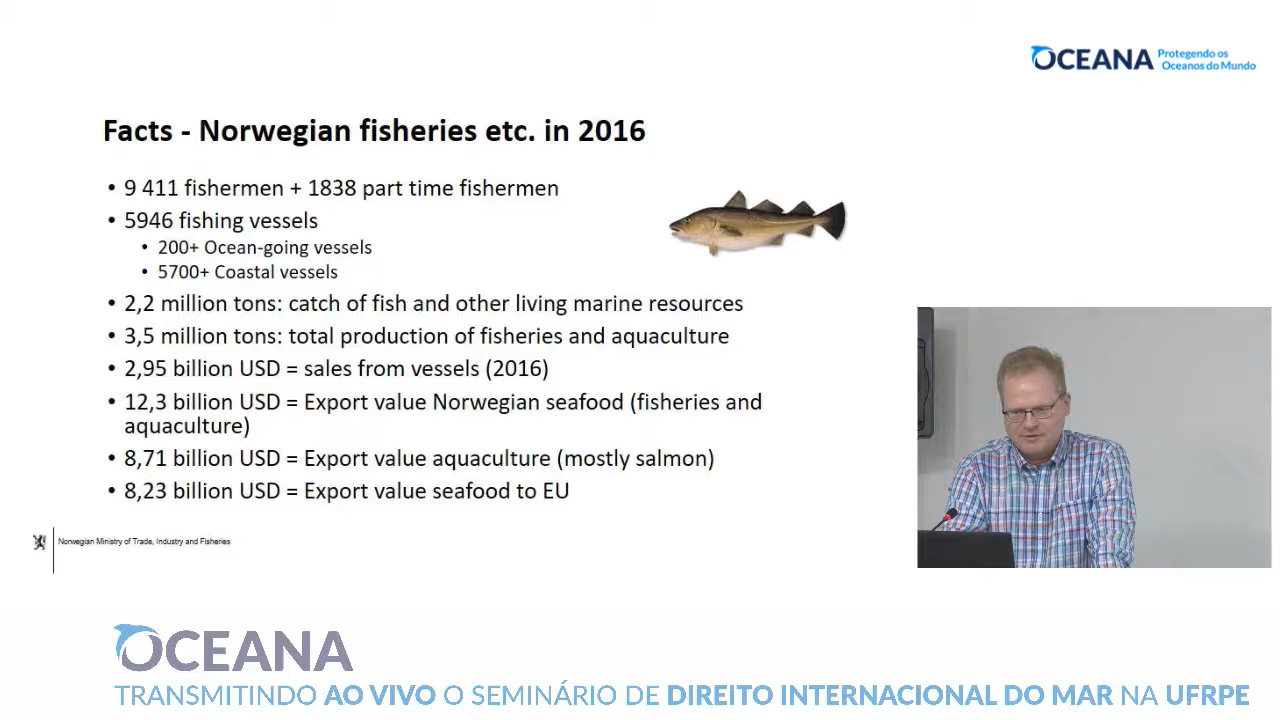 OCEANA
Protegendo os
Oceanos do Mundo
Facts - Norwegian fisheries etc. in 2016
• 9 411 fishermen + 1838 part time fishermen
• 5946 fishing vessels
• 200+ Ocean-going vessels
• 5700+ Coastal vessels
• 2,2 million tons: catch of fish and other living marine resources
• 3,5 million tons: total production of fisheries and aquaculture
• 2,95 billion USD = sales from vessels (2016)
• 12,3 billion USD = Export value Norwegian seafood (fisheries and
aquaculture)
• 8,71 billion USD = Export value aquaculture (mostly salmon)
• 8,23 billion USD = Export value seafood to EU
Norwegian Ministry of Trade, Industry and Fisheries
OCEANA
TRANSMITINDO AO VIVO O SEMINÁRIO DE DIREITO INTERNACIONAL DO MAR NA UFRPE